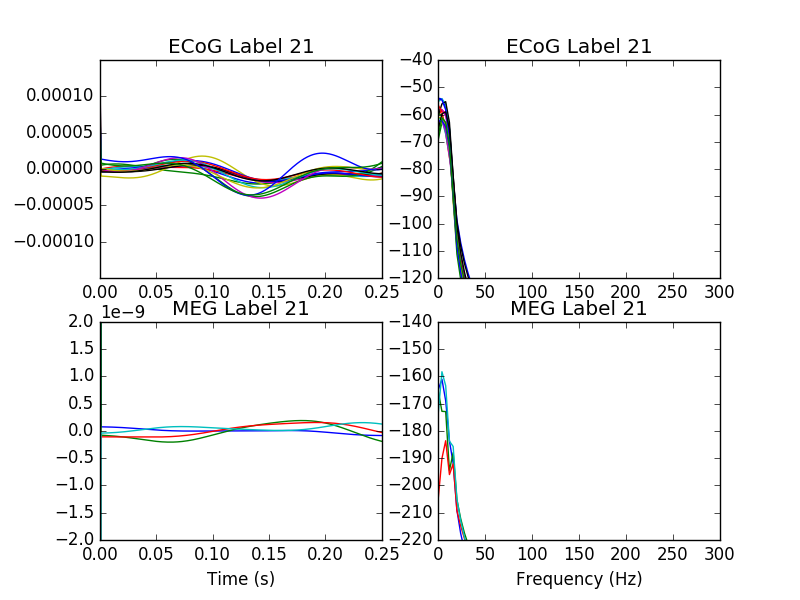 ECoG Label 21
0.00010
0.00005
0.00000
−0.00005
−0.00010
0.00 0.05 0.10 0.15 0.20 0.25
ECoG Label 21
−40
−50
−60
−70
−80
−90
−100
−110
−120
0 50 100 150 200 250 300
MEG Label 21
1e−9
2.0
1.5
1.0
0.5
0.0
−0.5
−1.0
−1.5
−2.0
0.00 0.05 0.10 0.15 0.20 0.25
Time (s)
MEG Label 21
−140
−150
−160
−170
−180
−190
−200
−210
−220
0 50 100 150 200 250 300
Frequency (Hz)